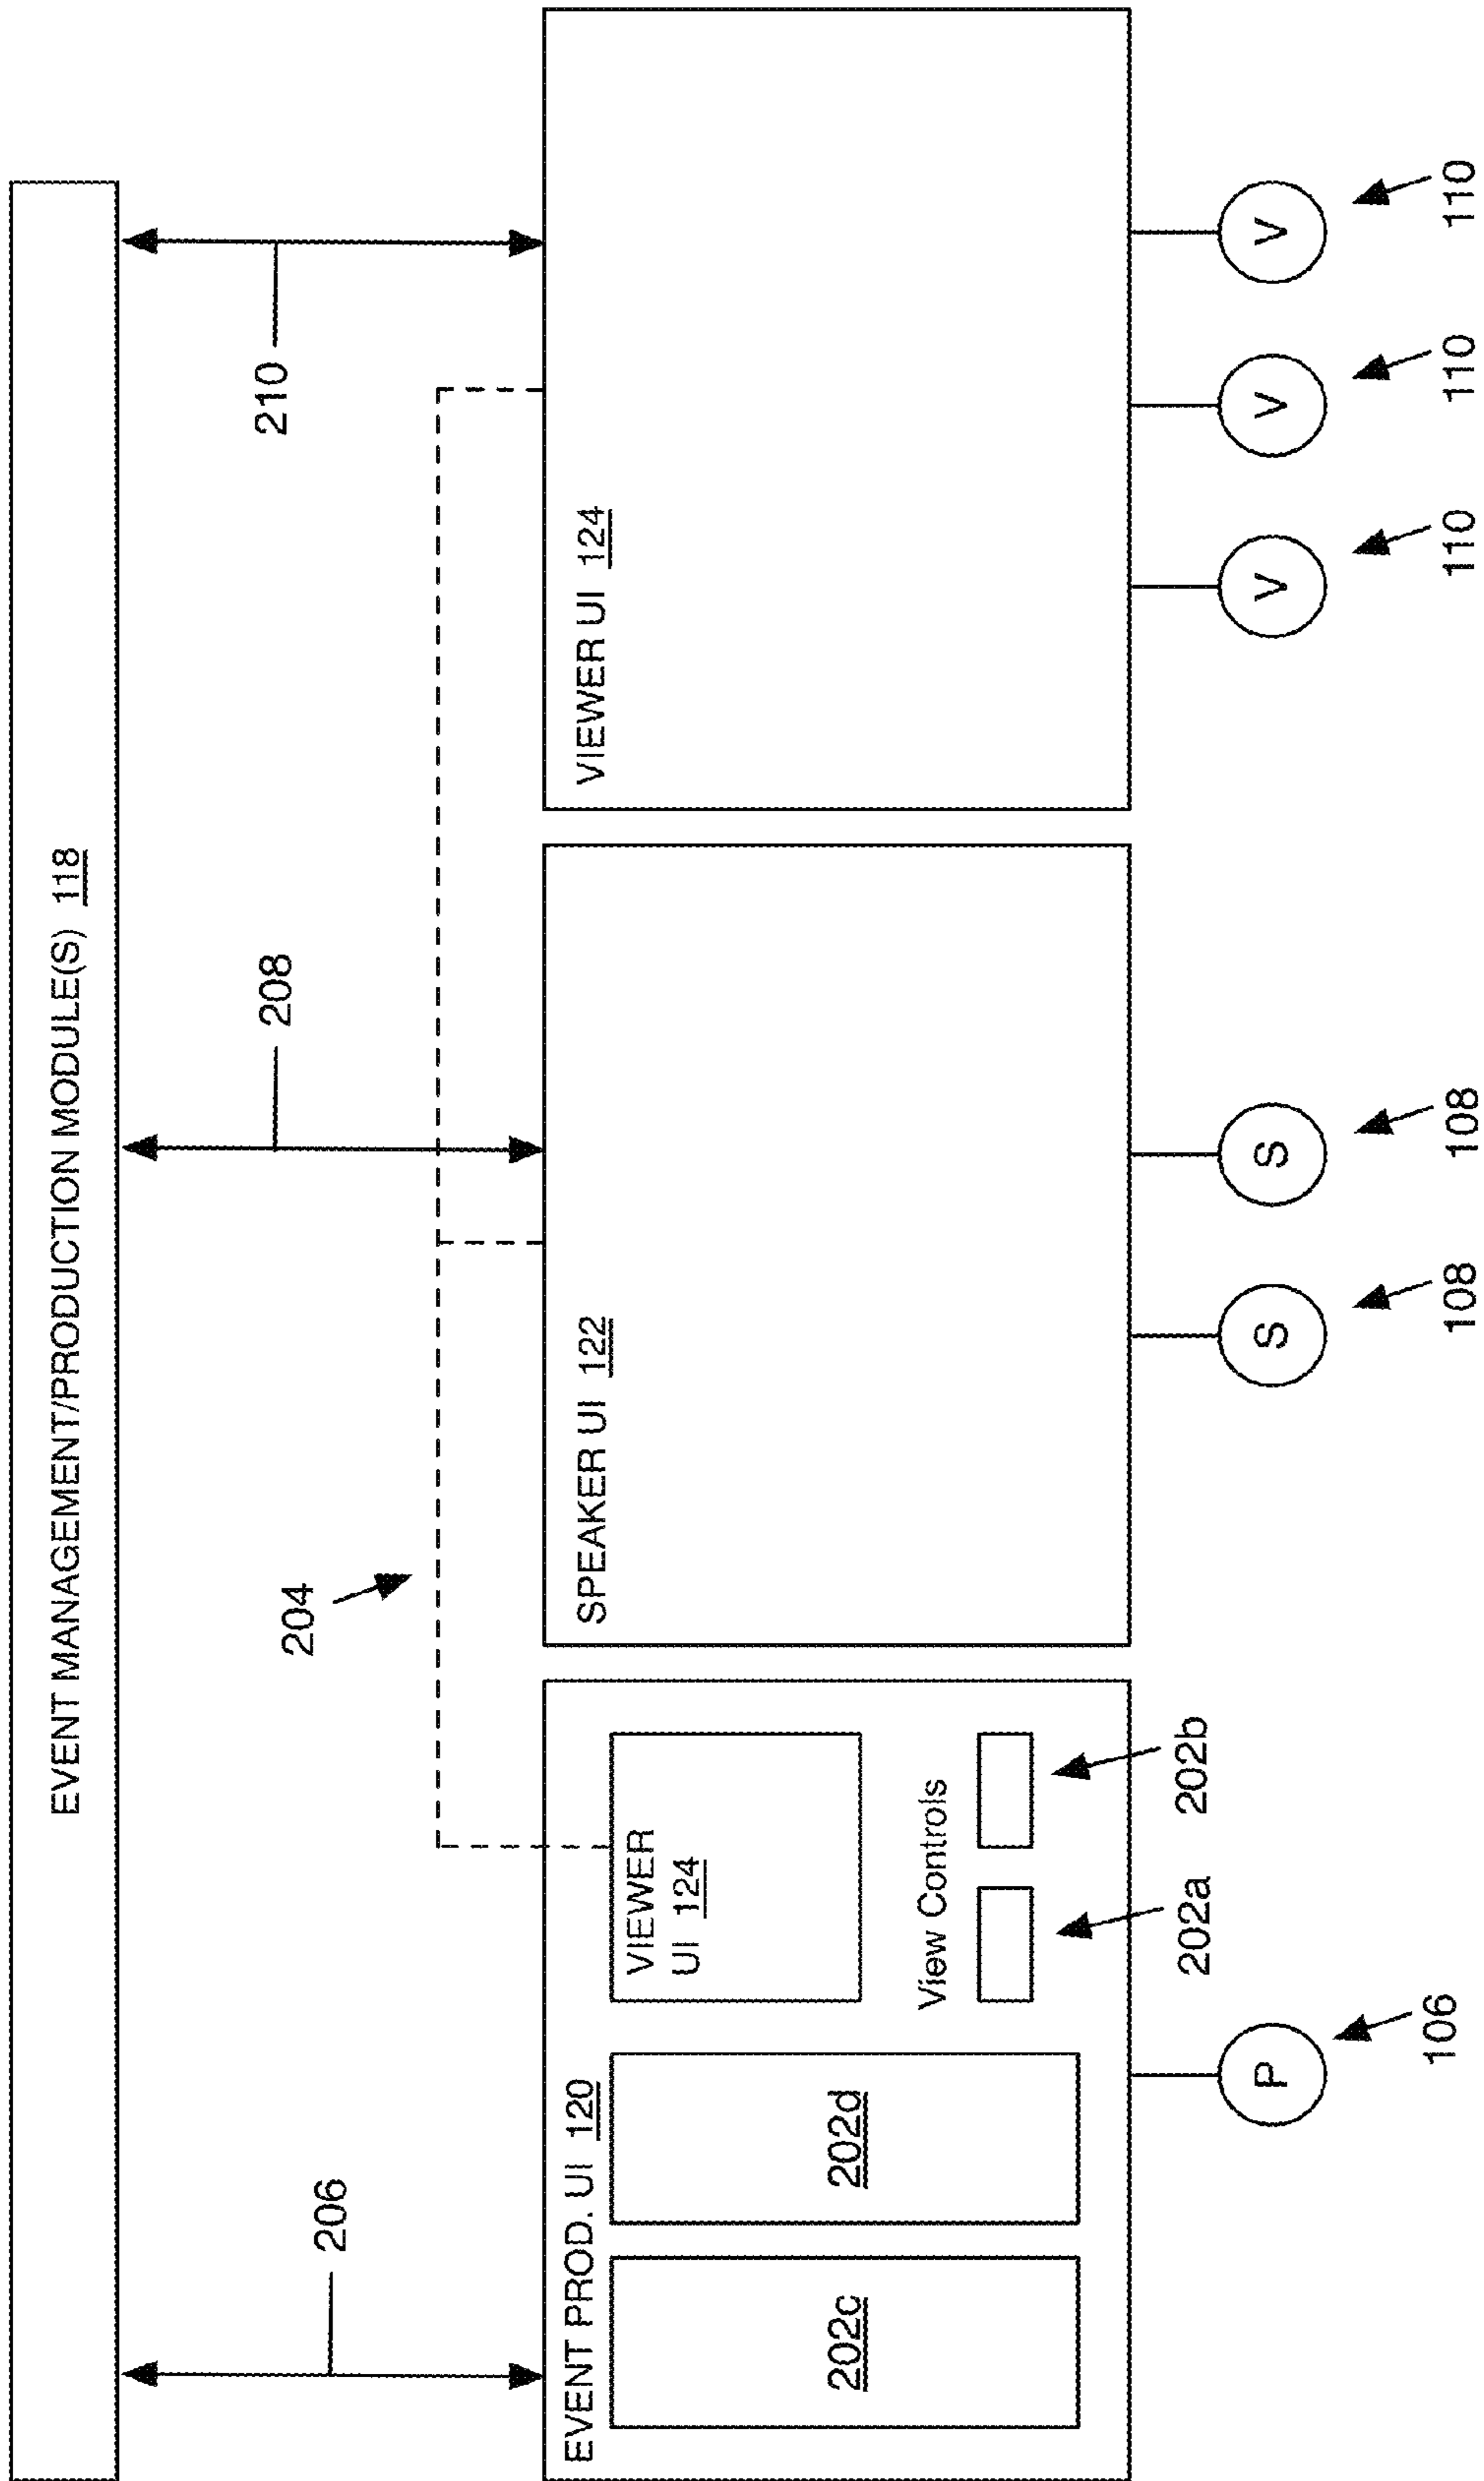 EVENT MANAGEMENT/PRODUCTION MODULE(S) 118
206
204
208
210
EVENT PROD. UI 120
202c
202d
VIEWER
UI 124
View Controls
202a
202b
SPEAKER UI 122
VIEWER UI 124
P
S
S
V
V
V
106
108
108
110
110
110